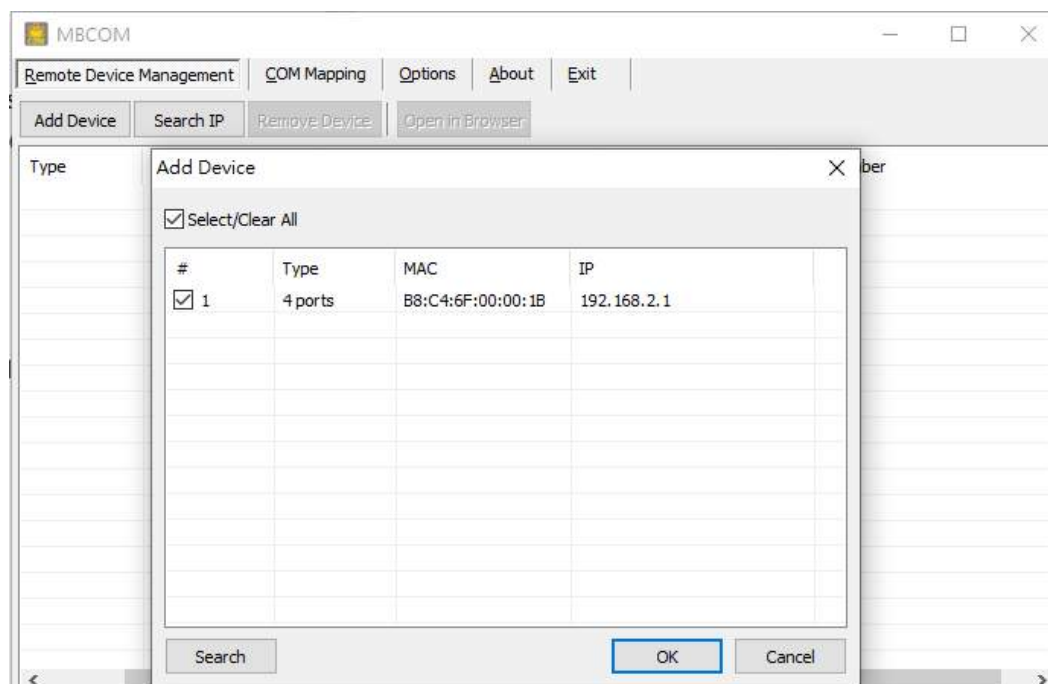 MBCOM
Remote Device Management COM Mapping Options About Exit
Add Device Search IP Remove Device Open in Browser
Type ber
Add Device
Select/Clear All
# Type MAC IP
1 4 ports B8:C4:6F:00:00:1B 192.168.2.1
Search OK Cancel